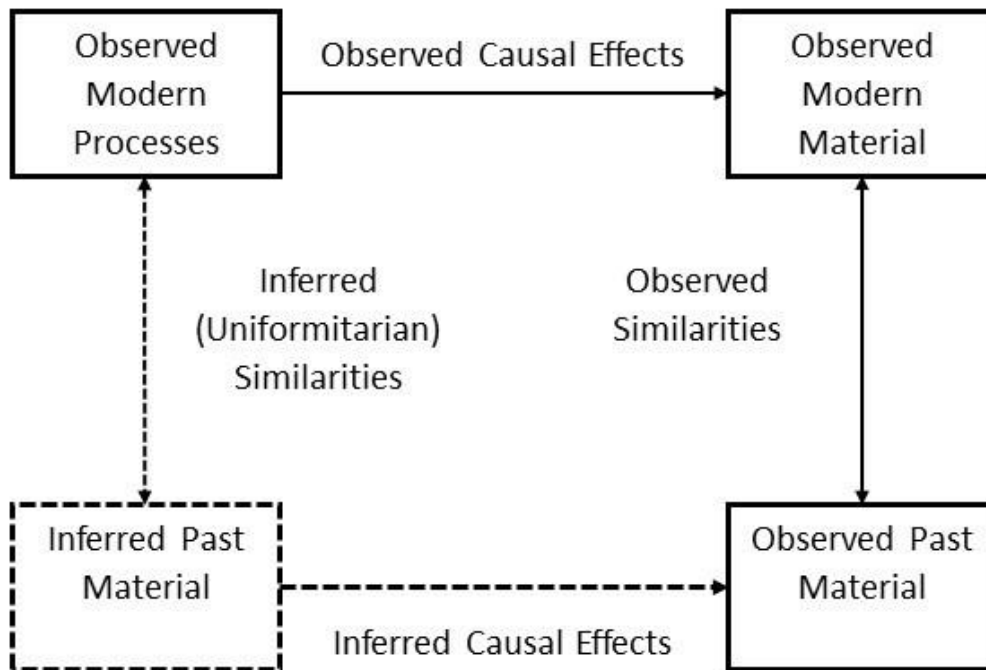 Observed
Modern
Processes
Observed Causal Effects
Observed
Modern
Material
Inferred
(Uniformitarian)
Similarities
Observed
Similarities
Inferred Past
Material
Inferred Causal Effects
Observed Past
Material